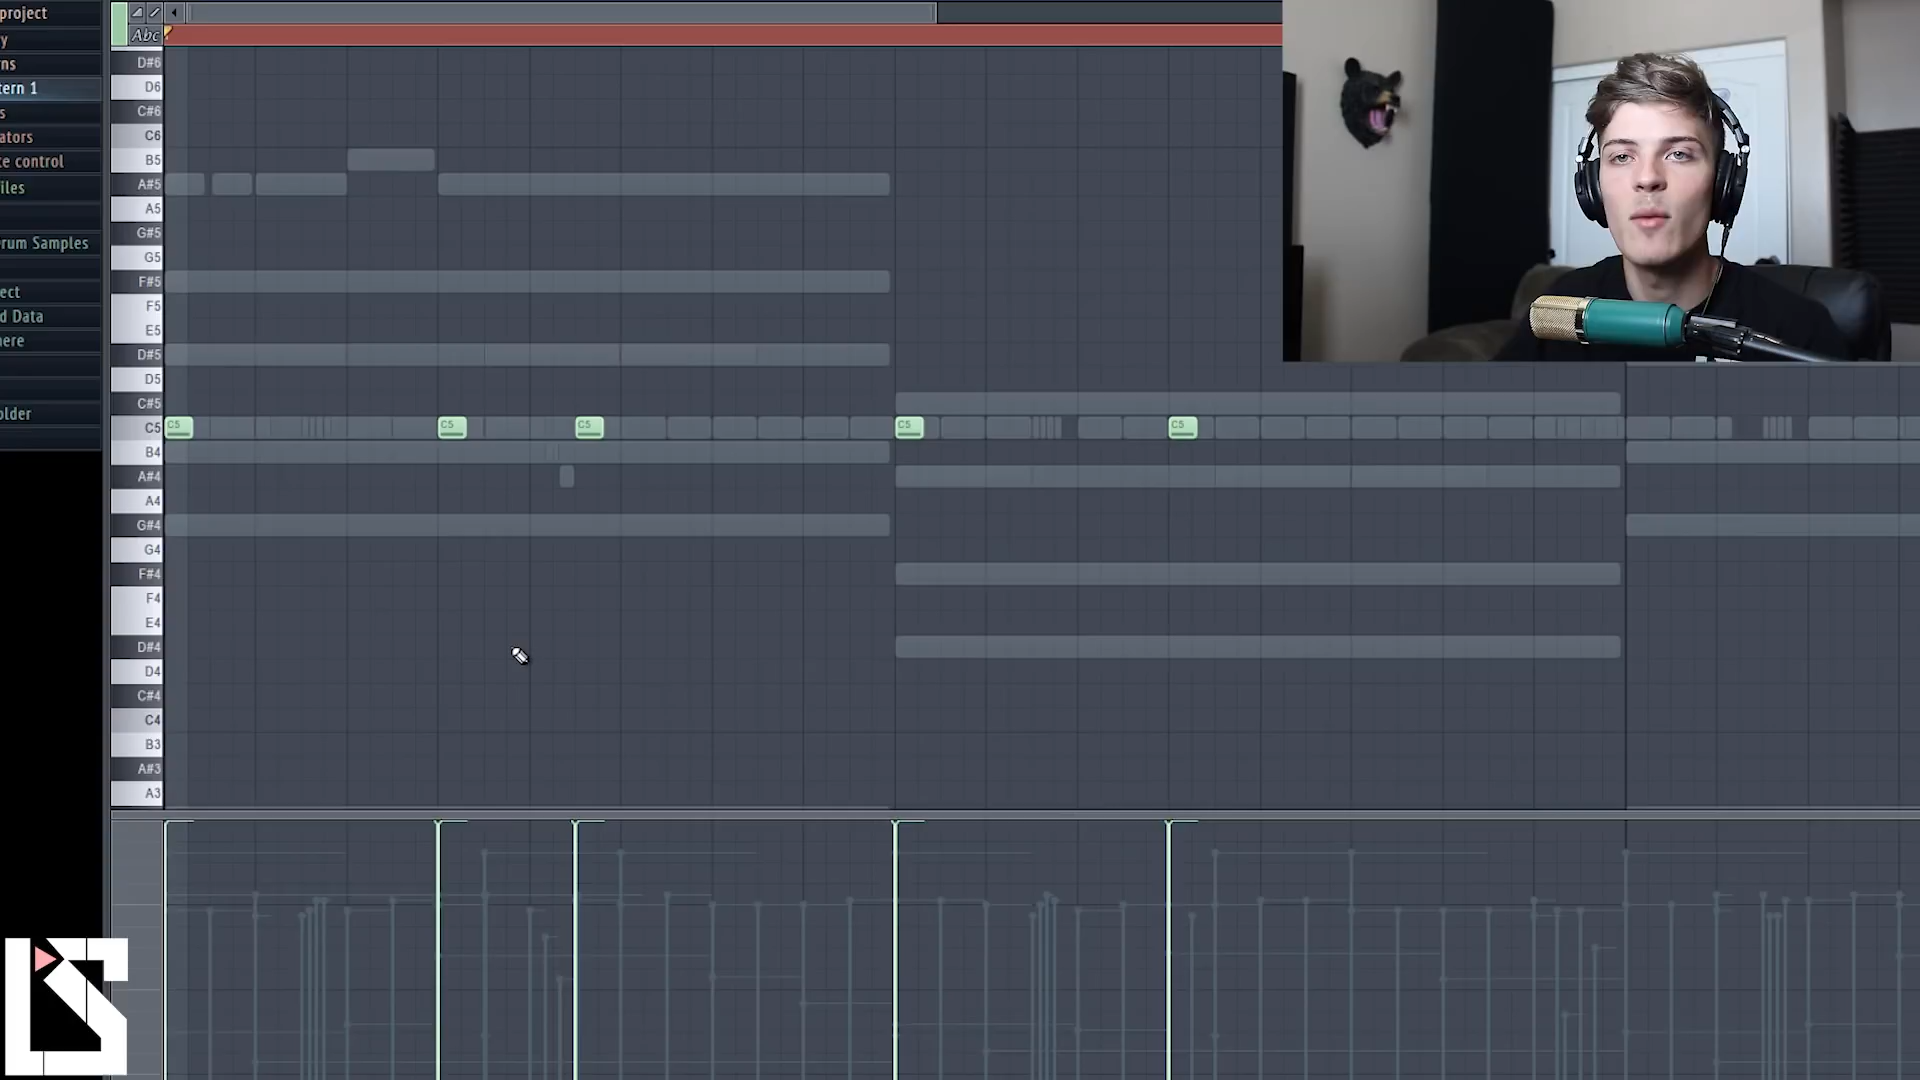 project
y
ns
tern 1
s
ators
ce control
iles
rum Samples
ect
d Data
here
older
Abc
D#6
D6
C#6
C6
B5
A#5
A5
G#5
G5
F#5
F5
E5
D#5
D5
C#5
C5
C5 C5 C5 C5 C5
B4
A#4
A4
G#4
G4
F#4
F4
E4
D#4
D4
C#4
C4
B3
A#3
A3
LS